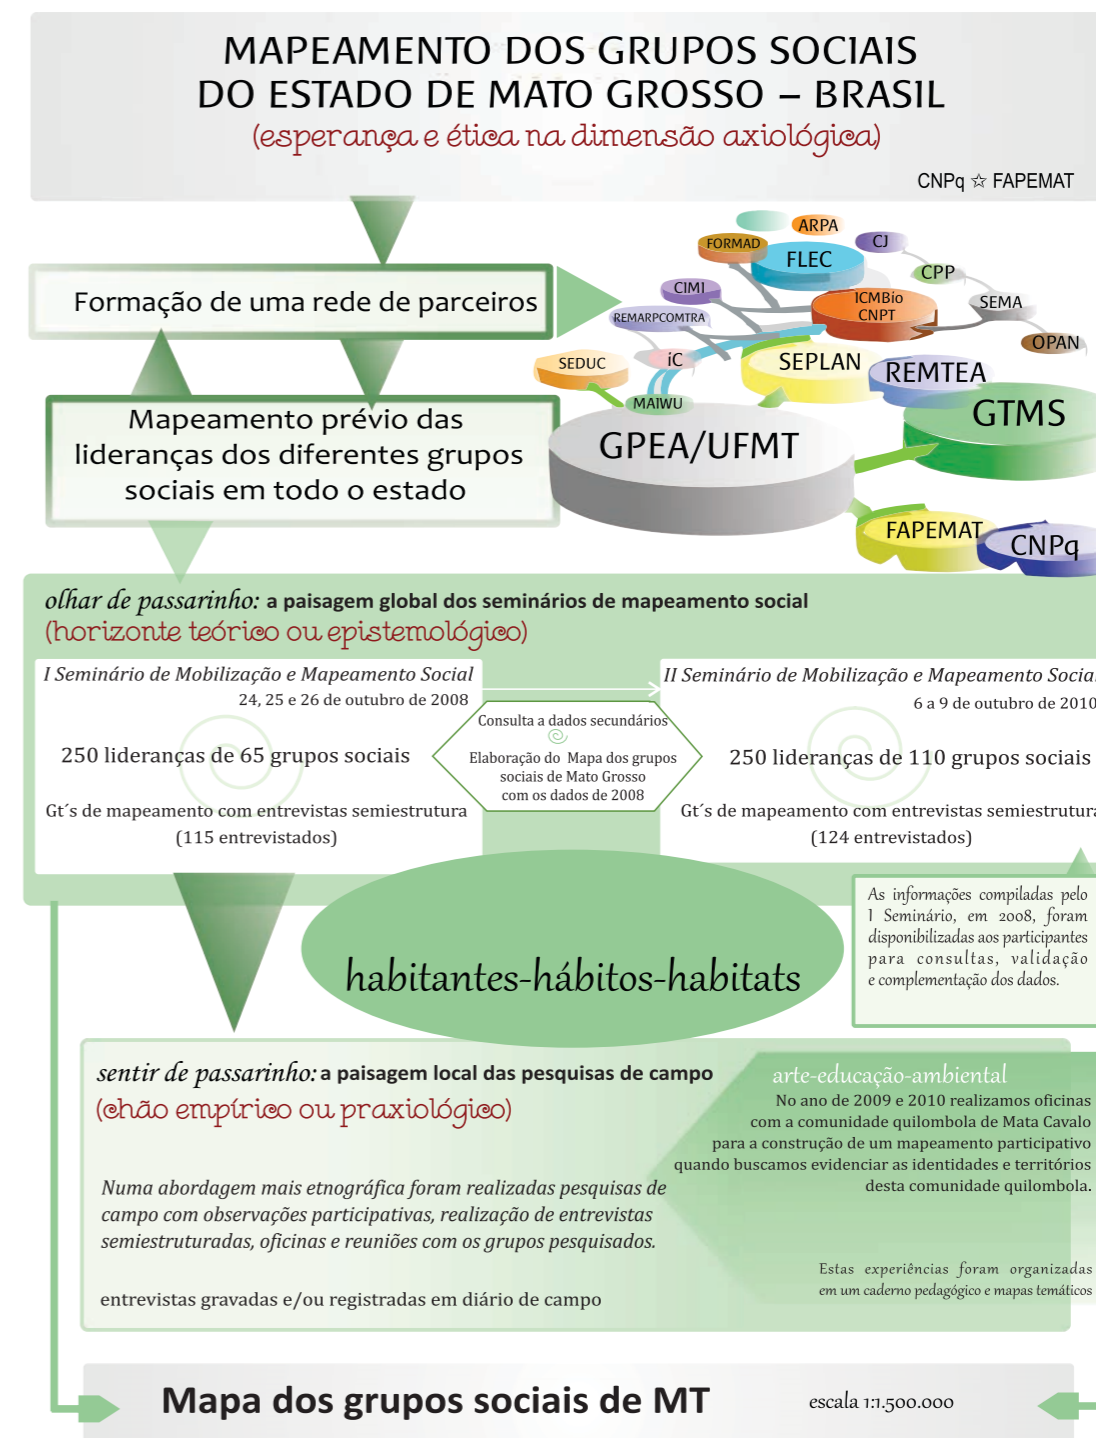 MAPEAMENTO DOS GRUPOS SOCIAIS
DO ESTADO DE MATO GROSSO – BRASIL
(esperança e ética na dimensão axiológica)
CNPq ☆ FAPEMAT
Formação de uma rede de parceiros
Mapeamento prévio das
lideranças dos diferentes grupos
sociais em todo o estado
ARPA
FORMAD
CJ
FLEC
CPP
CIMI
ICMBio
CNPT
SEMA
REMARPCOMTRA
OPAN
SEDUC
iC
SEPLAN
REMTEA
MAIWU
GTMS
GPEA/UFMT
FAPEMAT
CNPq
olhar de passarinho: a paisagem global dos seminários de mapeamento social
(horizonte teórico ou epistemológico)
I Seminário de Mobilização e Mapeamento Social
24, 25 e 26 de outubro de 2008
250 lideranças de 65 grupos sociais
Gt´s de mapeamento com entrevistas semiestrutura
(115 entrevistados)
Consulta a dados secundários
Elaboração do Mapa dos grupos
sociais de Mato Grosso
com os dados de 2008
II Seminário de Mobilização e Mapeamento Social
6 a 9 de outubro de 2010
250 lideranças de 110 grupos sociais
Gt´s de mapeamento com entrevistas semiestrutura
(124 entrevistados)
As informações compiladas pelo
I Seminário, em 2008, foram
disponibilizadas aos participantes
para consultas, validação
e complementação dos dados.
habitantes-hábitos-habitats
sentir de passarinho: a paisagem local das pesquisas de campo
(chão empírico ou praxiológico)
Numa abordagem mais etnográfica foram realizadas pesquisas de
campo com observações participativas, realização de entrevistas
semiestruturadas, oficinas e reuniões com os grupos pesquisados.
entrevistas gravadas e/ou registradas em diário de campo
arte-educação-ambiental
No ano de 2009 e 2010 realizamos oficinas
com a comunidade quilombola de Mata Cavalo
para a construção de um mapeamento participativo
quando buscamos evidenciar as identidades e territórios
desta comunidade quilombola.
Estas experiências foram organizadas
em um caderno pedagógico e mapas temáticos
Mapa dos grupos sociais de MT
escala 1:1.500.000